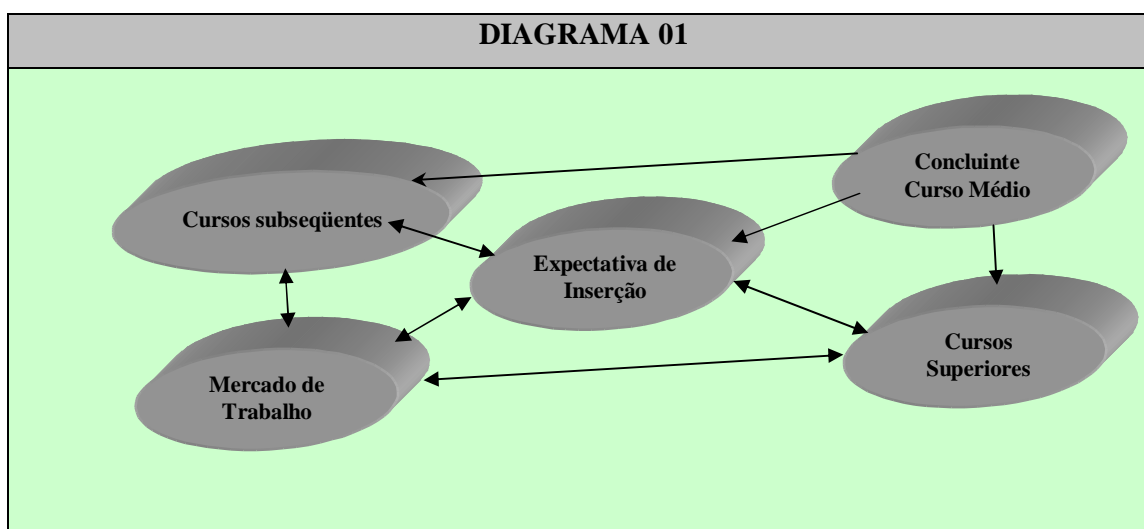 DIAGRAMA 01
Concluinte
Curso Médio
Cursos subseqüentes
Expectativa de
Inserção
Cursos
Superiores
Mercado de
Trabalho